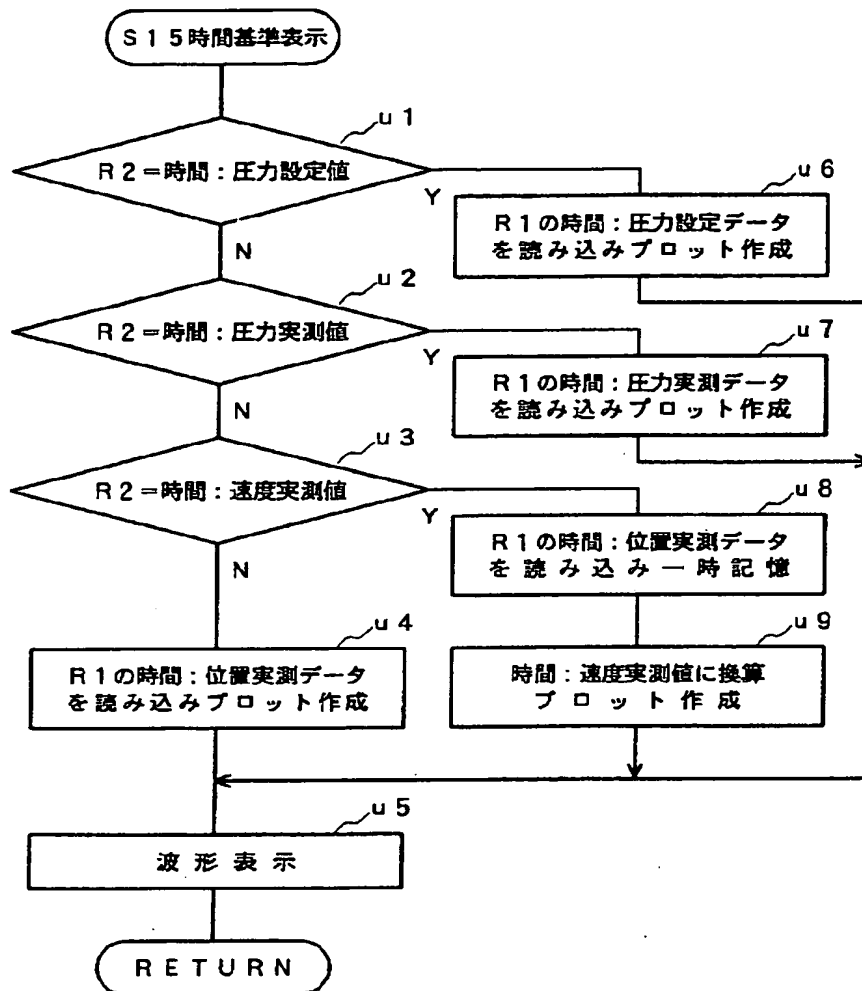 S15時間基準表示
u1
R2=時間:圧力設定値
Y
N
u6
R1の時間:圧力設定データ
を読み込みプロット作成
u2
R2=時間:圧力実測値
Y
N
u7
R1の時間:圧力実測データ
を読み込みプロット作成
u3
R2=時間:速度実測値
Y
N
u8
R1の時間:位置実測データ
を読み込み一時記憶
u4
R1の時間:位置実測データ
を読み込みプロット作成
u9
時間:速度実測値に換算
プロット作成
u5
波形表示
RETURN